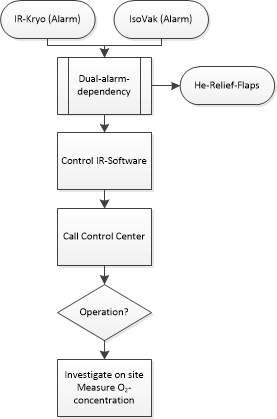 IR-Kryo (Alarm)
IsoVak (Alarm)
Dual-alarm-
dependency
He-Relief-Flaps
Control IR-Software
Call Control Center
Operation?
Investigate on site
Measure O₂-
concentration